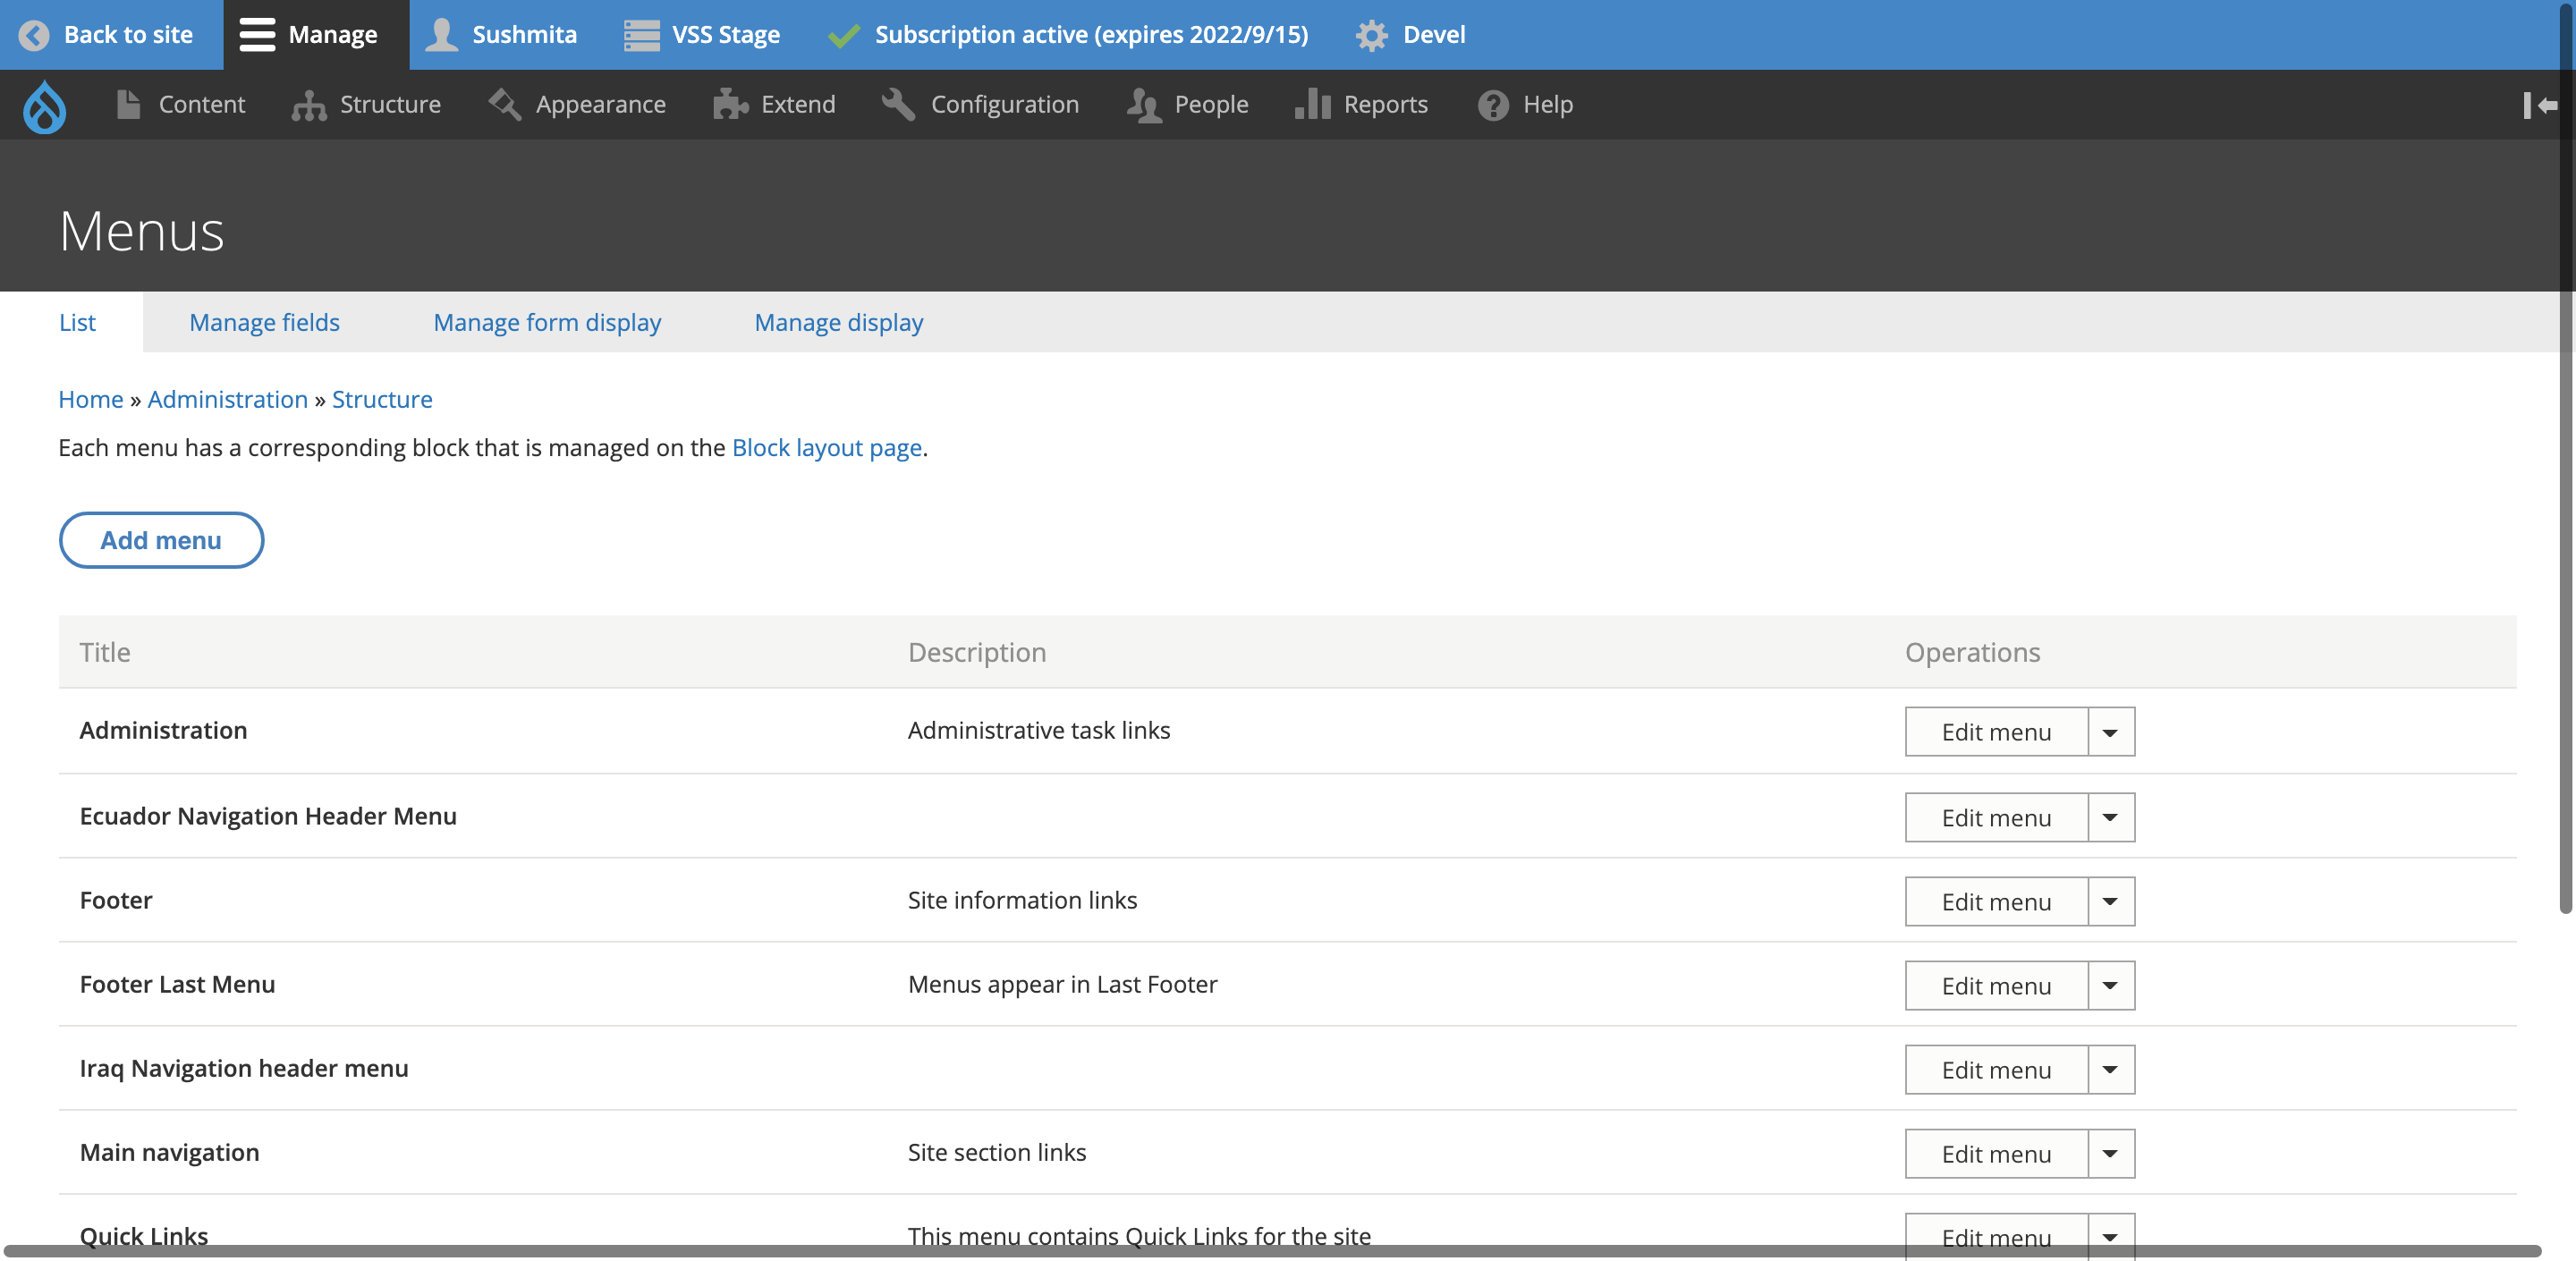 Back to site Manage Sushmita VSS Stage Subscription active (expires 2022/9/15) Devel
Content Structure Appearance Extend Configuration People Reports Help
Menus
List Manage fields Manage form display Manage display
Home » Administration » Structure
Each menu has a corresponding block that is managed on the Block layout page.
Add menu
Title Description Operations
Administration Administrative task links Edit menu
Ecuador Navigation Header Menu Edit menu
Footer Site information links Edit menu
Footer Last Menu Menus appear in Last Footer Edit menu
Iraq Navigation header menu Edit menu
Main navigation Site section links Edit menu
Quick Links This menu contains Quick Links for the site Edit menu